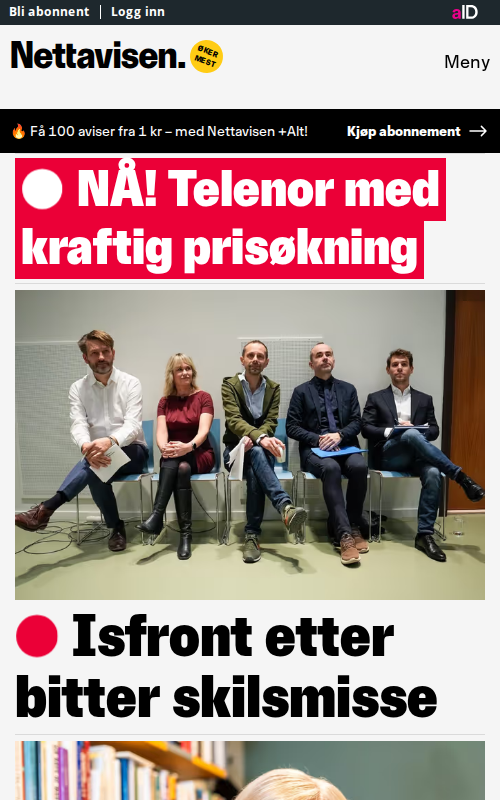 Bli abonnent | Logg inn
aID
Nettavisen.
ØKER
MEST
Meny
Få 100 aviser fra 1 kr – med Nettavisen +Alt!
Kjøp abonnement
NÅ! Telenor med
kraftig prisøkning
Isfront etter
bitter skilsmisse